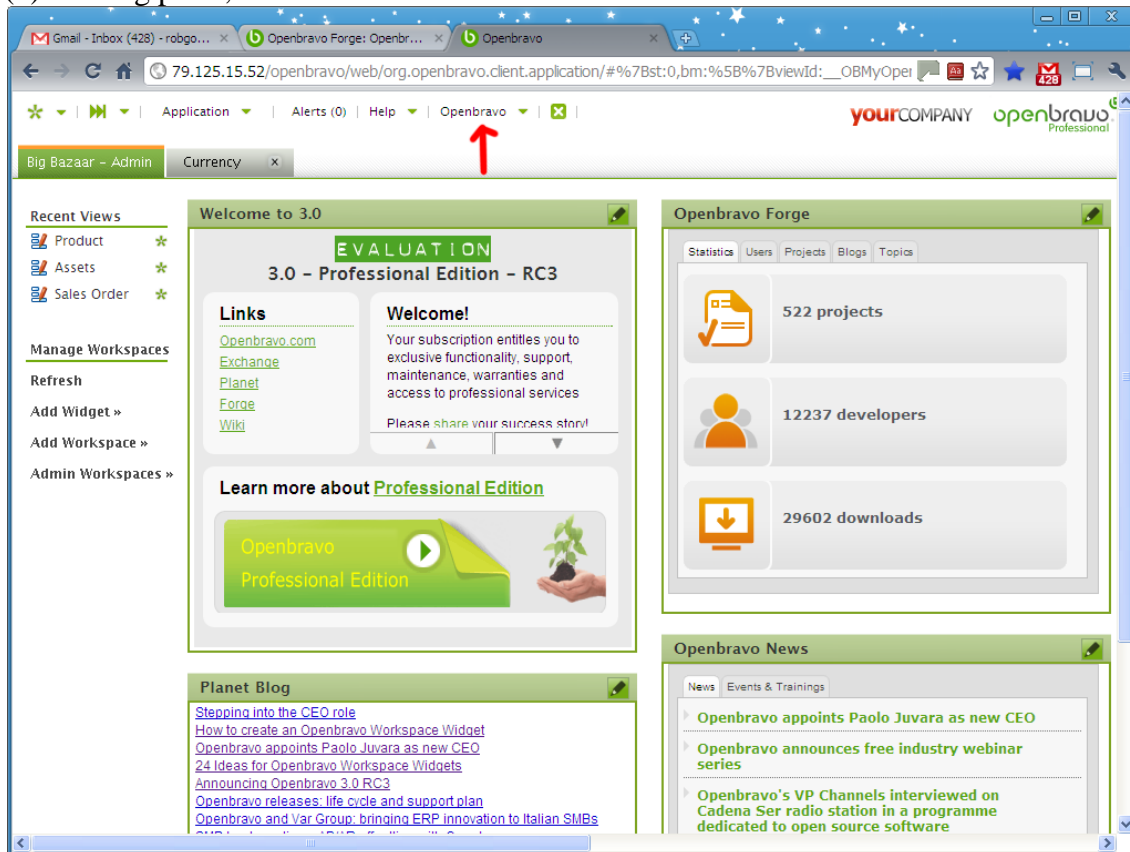 Gmail - Inbox (428) - robgo... × Openbravo Forge: Openbr... × Openbravo ×
79.125.15.52/openbravo/web/org.openbravo.client.application/#%7Bst:0,bm:%5B%7BviewId:__OBMyOper
428
Application Alerts (0) Help Openbravo
yourCOMPANY openbravo Professional
Big Bazaar – Admin Currency ×
Recent Views
Product
Assets
Sales Order
Manage Workspaces
Refresh
Add Widget »
Add Workspace »
Admin Workspaces »
Welcome to 3.0
EVALUATION
3.0 – Professional Edition – RC3
Links
Openbravo.com
Exchange
Planet
Forge
Wiki
Welcome!
Your subscription entitles you to
exclusive functionality, support,
maintenance, warranties and
access to professional services
Please share your success story!
Learn more about Professional Edition
Openbravo
Professional Edition
Planet Blog
Stepping into the CEO role
How to create an Openbravo Workspace Widget
Openbravo appoints Paolo Juvara as new CEO
24 Ideas for Openbravo Workspace Widgets
Announcing Openbravo 3.0 RC3
Openbravo releases: life cycle and support plan
Openbravo and Var Group: bringing ERP innovation to Italian SMBs
Openbravo Forge
Statistics Users Projects Blogs Topics
522 projects
12237 developers
29602 downloads
Openbravo News
News Events & Trainings
Openbravo appoints Paolo Juvara as new CEO
Openbravo announces free industry webinar
series
Openbravo's VP Channels interviewed on
Cadena Ser radio station in a programme
dedicated to open source software